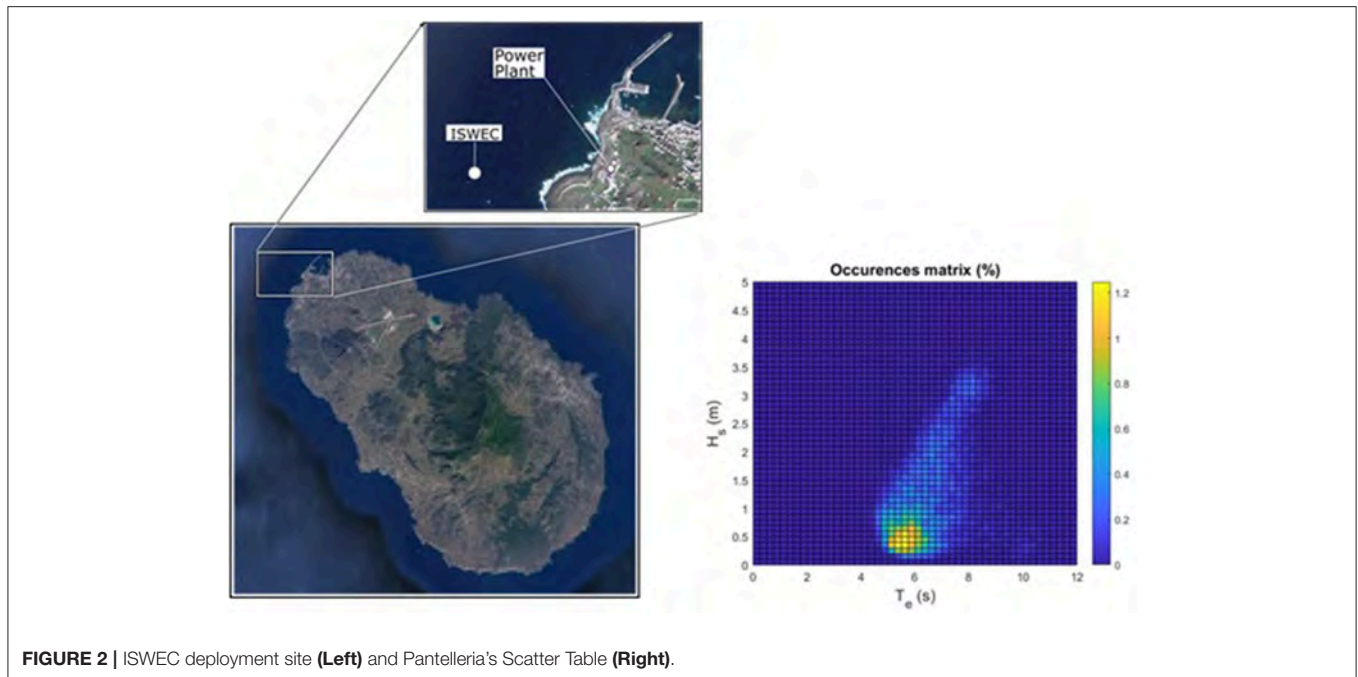 Power
Plant
ISWEC
Occurences matrix (%)
5
4.5
4
3.5
3
2.5
2
1.5
1
0.5
0
H_s (m)
0 2 4 6 8 10 12
T_e (s)
1.2
1
0.8
0.6
0.4
0.2
0
FIGURE 2 | ISWEC deployment site (Left) and Pantelleria's Scatter Table (Right).